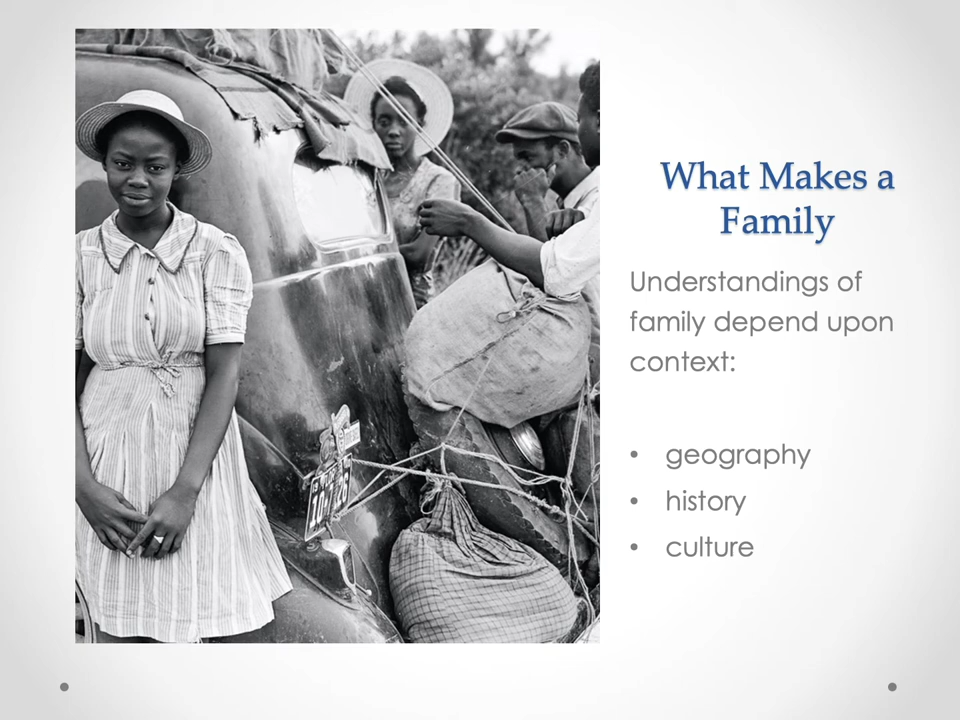 What Makes a
Family
Understandings of
family depend upon
context:
• geography
• history
• culture